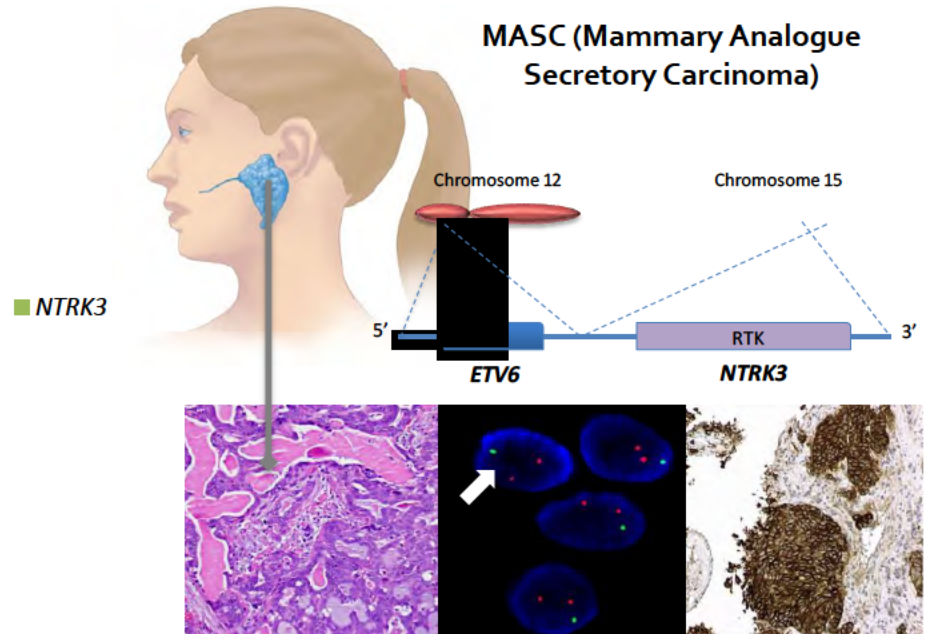 MASC (Mammary Analogue
Secretory Carcinoma)
Chromosome 12
Chromosome 15
NTRK3
5’
RTK
3’
ETV6
NTRK3